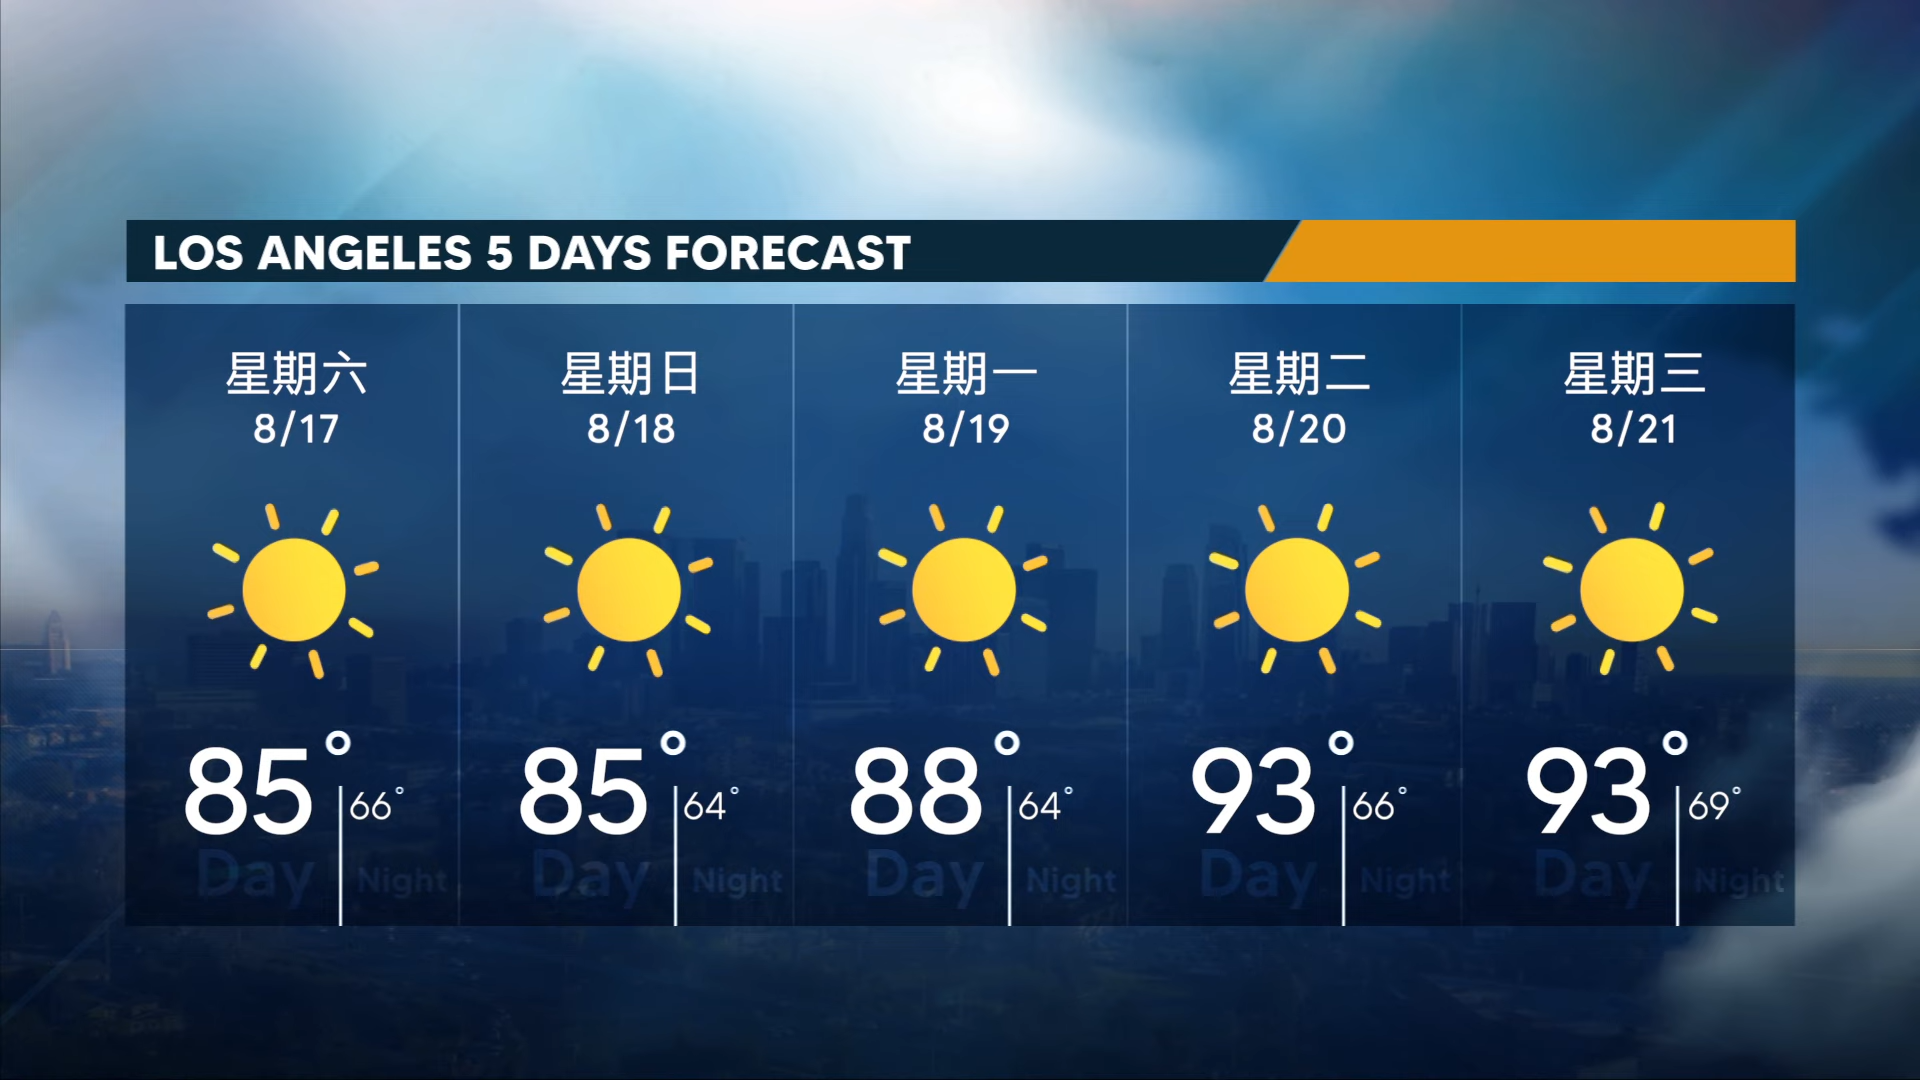 LOS ANGELES 5 DAYS FORECAST
星期六
8/17
85°
66°
Day
Night
星期日
8/18
85°
64°
Day
Night
星期一
8/19
88°
64°
Day
Night
星期二
8/20
93°
66°
Day
Night
星期三
8/21
93°
69°
Day
Night